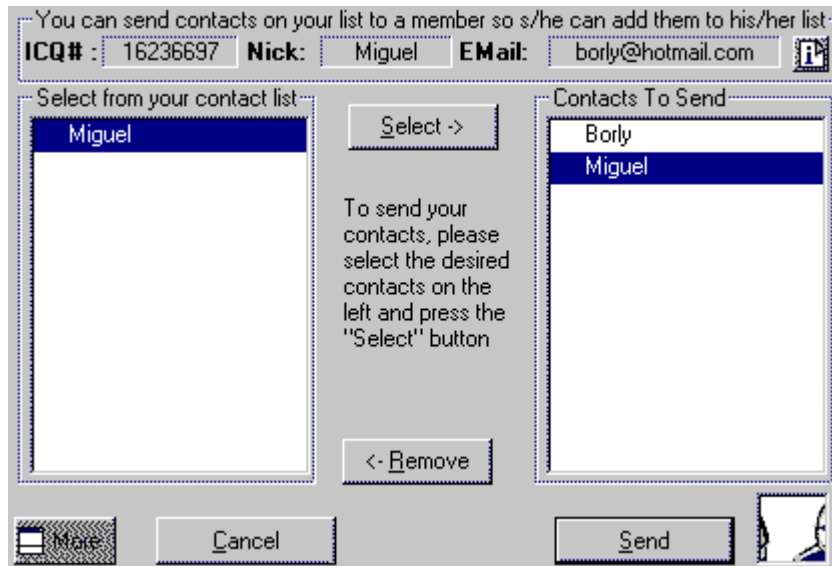 You can send contacts on your list to a member so s/he can add them to his/her list
ICQ# : 16236697 Nick: Miguel EMail: borly@hotmail.com
Select from your contact list
Miguel
Select ->
To send your
contacts, please
select the desired
contacts on the
left and press the
"Select" button
<- Remove
Contacts To Send
Borly
Miguel
More
Cancel
Send